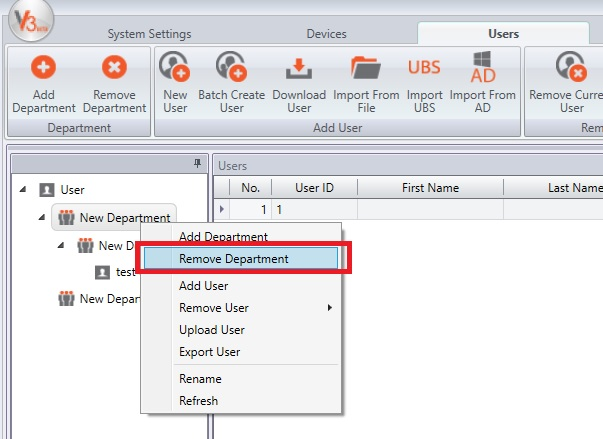 V3 lite
System Settings Devices Users
Add Department
Remove Department
New User
Batch Create User
Download User
Import From File
UBS
Import UBS
AD
Import From AD
Remove Curre
User
Department Add User Rem
Users
User
No. User ID First Name Last Name
New Department
1 1
Add Department
New D
Remove Department
test
Add User
New Depar
Remove User
Upload User
Export User
Rename
Refresh